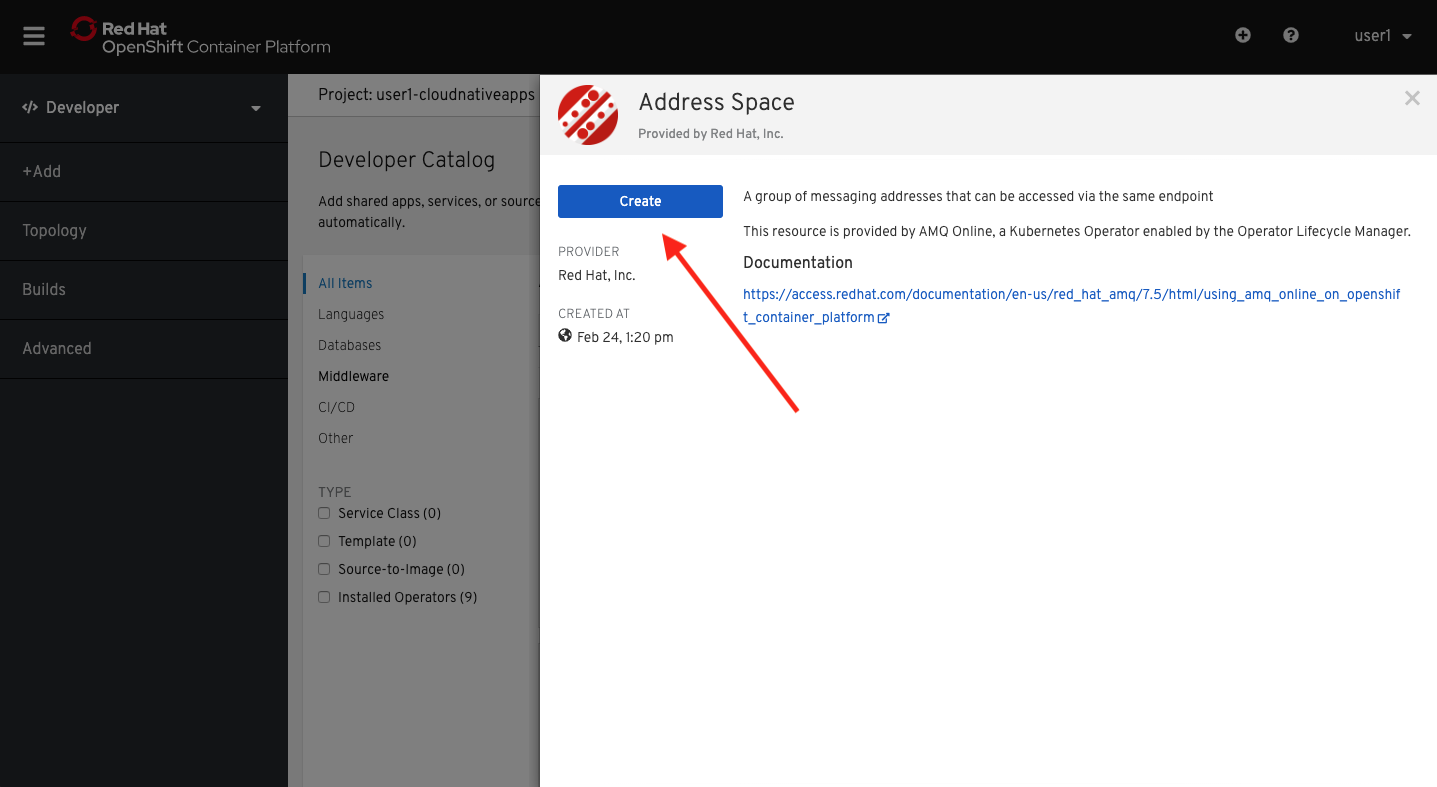 Red Hat
OpenShift Container Platform
user1
Developer
+Add
Topology
Builds
Advanced
Project: user1-cloudnativeapps
Developer Catalog
Add shared apps, services, or source
automatically.
All Items
Languages
Databases
Middleware
CI/CD
Other
TYPE
Service Class (0)
Template (0)
Source-to-Image (0)
Installed Operators (9)
Address Space
Provided by Red Hat, Inc.
Create
PROVIDER
Red Hat, Inc.
CREATED AT
Feb 24, 1:20 pm
A group of messaging addresses that can be accessed via the same endpoint
This resource is provided by AMQ Online, a Kubernetes Operator enabled by the Operator Lifecycle Manager.
Documentation
https://access.redhat.com/documentation/en-us/red_hat_amq/7.5/html/using_amq_online_on_openshif
t_container_platform